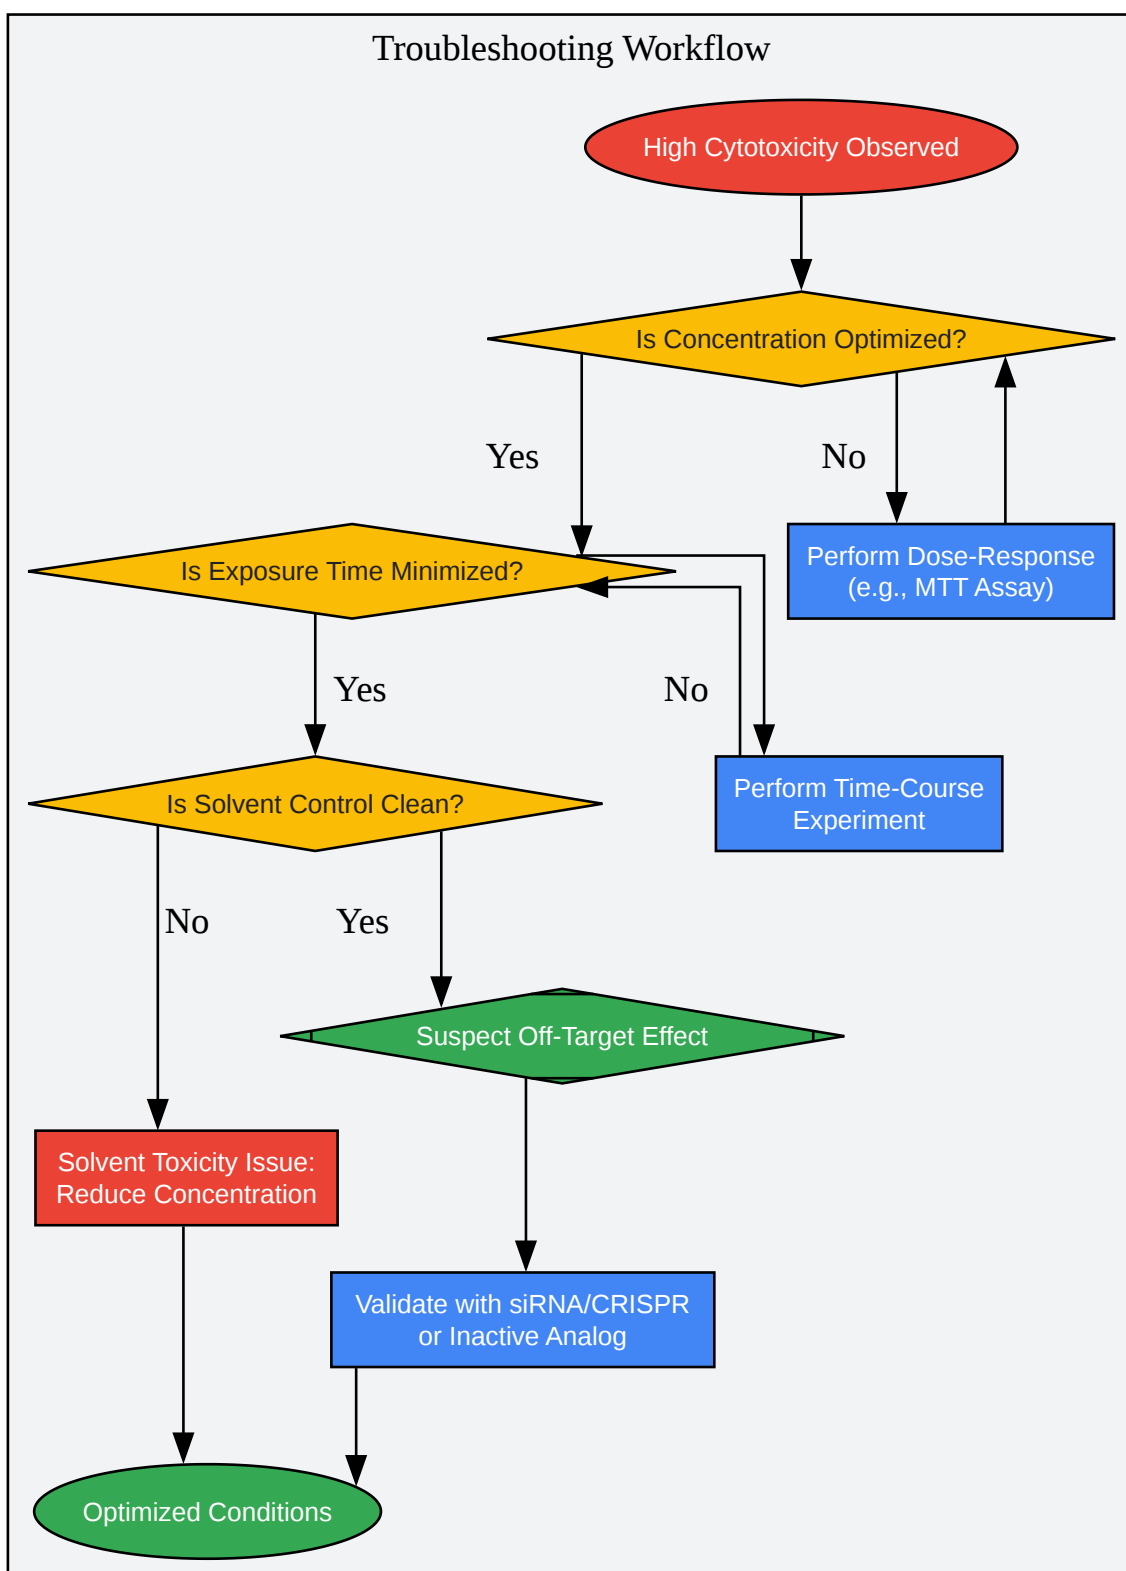 Troubleshooting Workflow
High Cytotoxicity Observed
Is Concentration Optimized?
Yes
No
Perform Dose-Response
(e.g., MTT Assay)
Is Exposure Time Minimized?
Yes
No
Perform Time-Course
Experiment
Is Solvent Control Clean?
No
Yes
Suspect Off-Target Effect
Solvent Toxicity Issue:
Reduce Concentration
Validate with siRNA/CRISPR
or Inactive Analog
Optimized Conditions